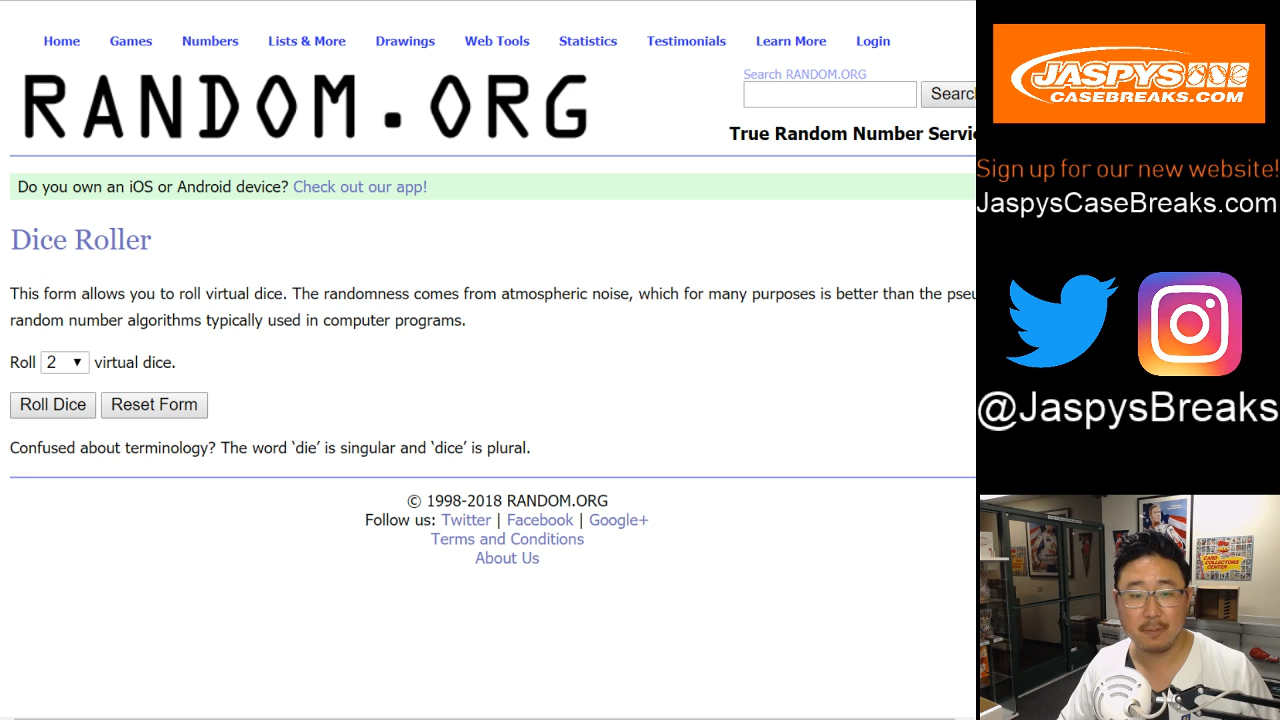 Home Games Numbers Lists & More Drawings Web Tools Statistics Testimonials Learn More Login
RANDOM.ORG
Search RANDOM.ORG
Searc
True Random Number Servi
Do you own an iOS or Android device? Check out our app!
Dice Roller
This form allows you to roll virtual dice. The randomness comes from atmospheric noise, which for many purposes is better than the pseu
random number algorithms typically used in computer programs.
Roll 2 virtual dice.
Roll Dice Reset Form
Confused about terminology? The word ‘die’ is singular and ‘dice’ is plural.
© 1998-2018 RANDOM.ORG
Follow us: Twitter | Facebook | Google+
Terms and Conditions
About Us
JASPYS
CASEBREAKS.COM
Sign up for our new website!
JaspysCaseBreaks.com
@JaspysBreaks
topps
CARD
COLLECTORS
CENTER